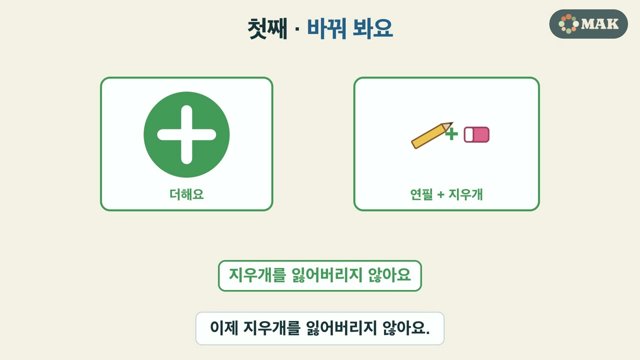 첫째 · 바꿔 봐요
MAK
더해요
연필 + 지우개
지우개를 잃어버리지 않아요
이제 지우개를 잃어버리지 않아요.